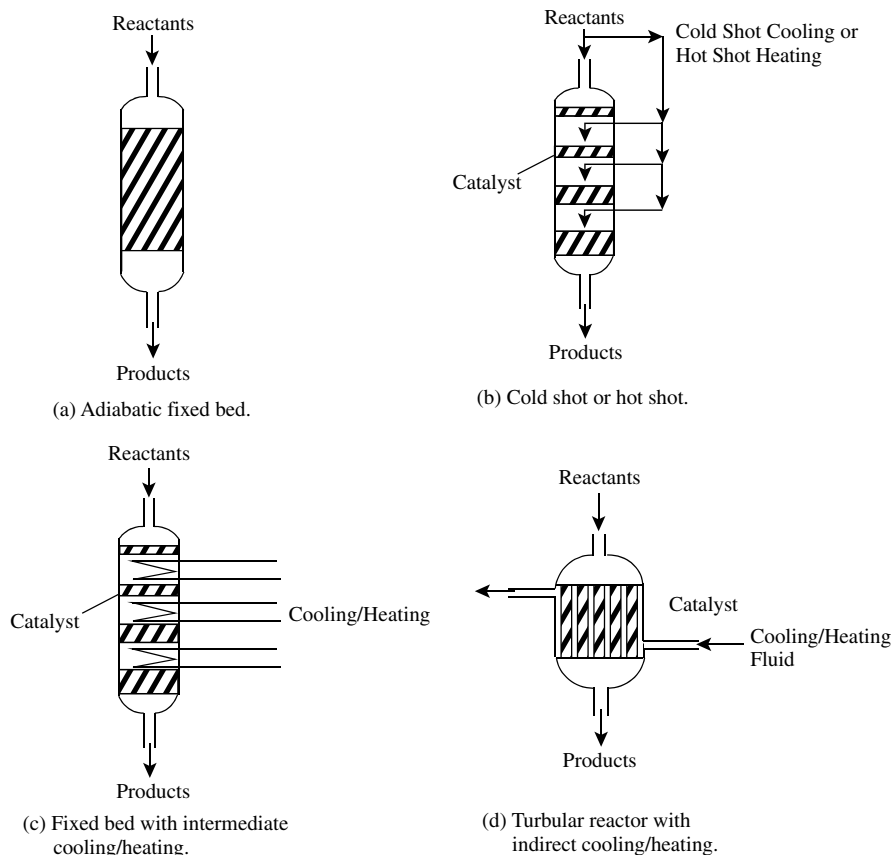 Reactants
Products
(a) Adiabatic fixed bed.
Reactants
Cold Shot Cooling or
Hot Shot Heating
Catalyst
Products
(b) Cold shot or hot shot.
Reactants
Catalyst
Cooling/Heating
Products
(c) Fixed bed with intermediate
cooling/heating.
Reactants
Catalyst
Cooling/Heating
Fluid
Products
(d) Turbular reactor with
indirect cooling/heating.